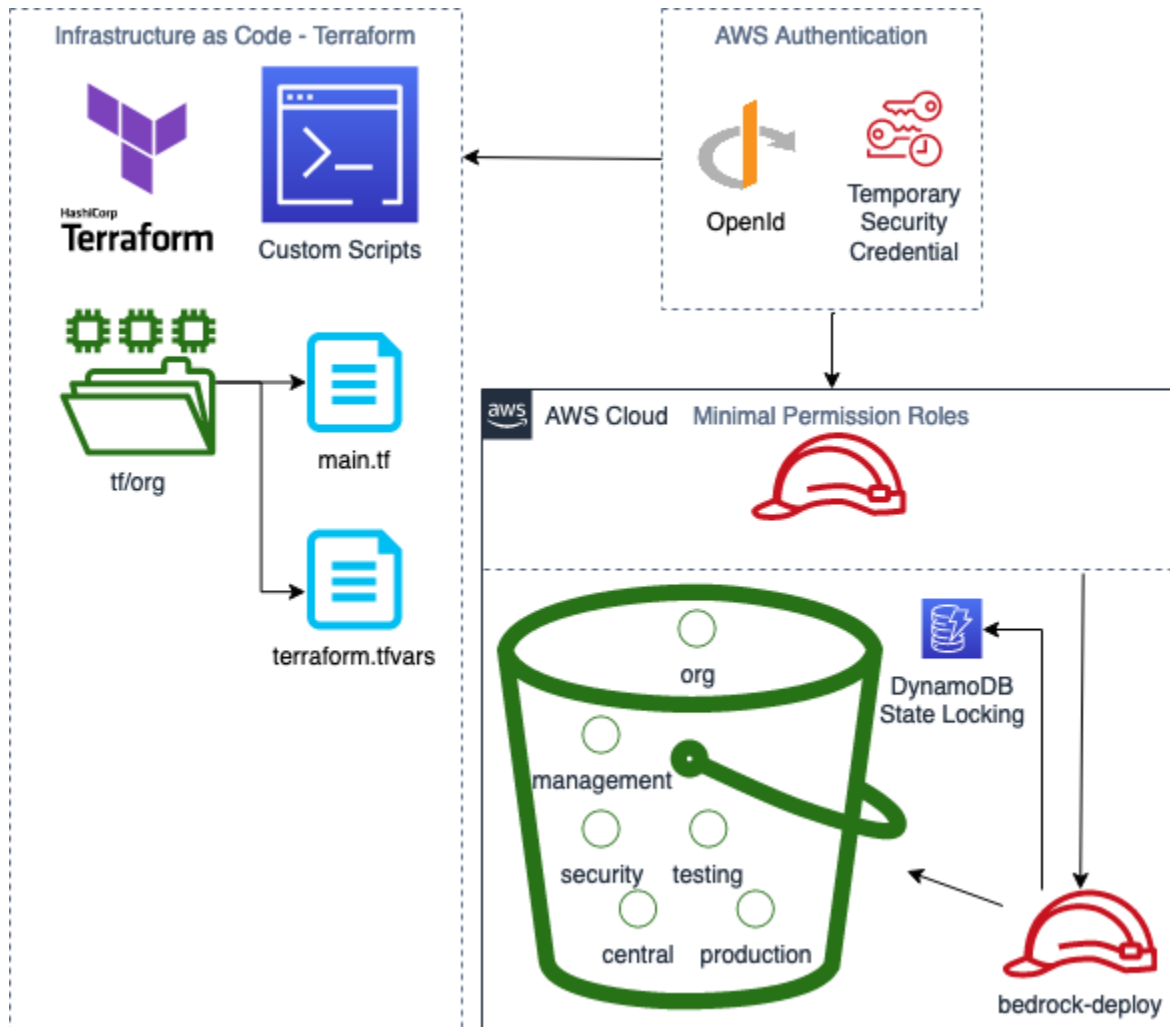 Infrastructure as Code - Terraform
HashiCorp
Terraform
Custom Scripts
tf/org
main.tf
terraform.tfvars
AWS Authentication
OpenId
Temporary
Security
Credential
aws
AWS Cloud
Minimal Permission Roles
org
management
security
testing
central
production
DynamoDB
State Locking
bedrock-deploy